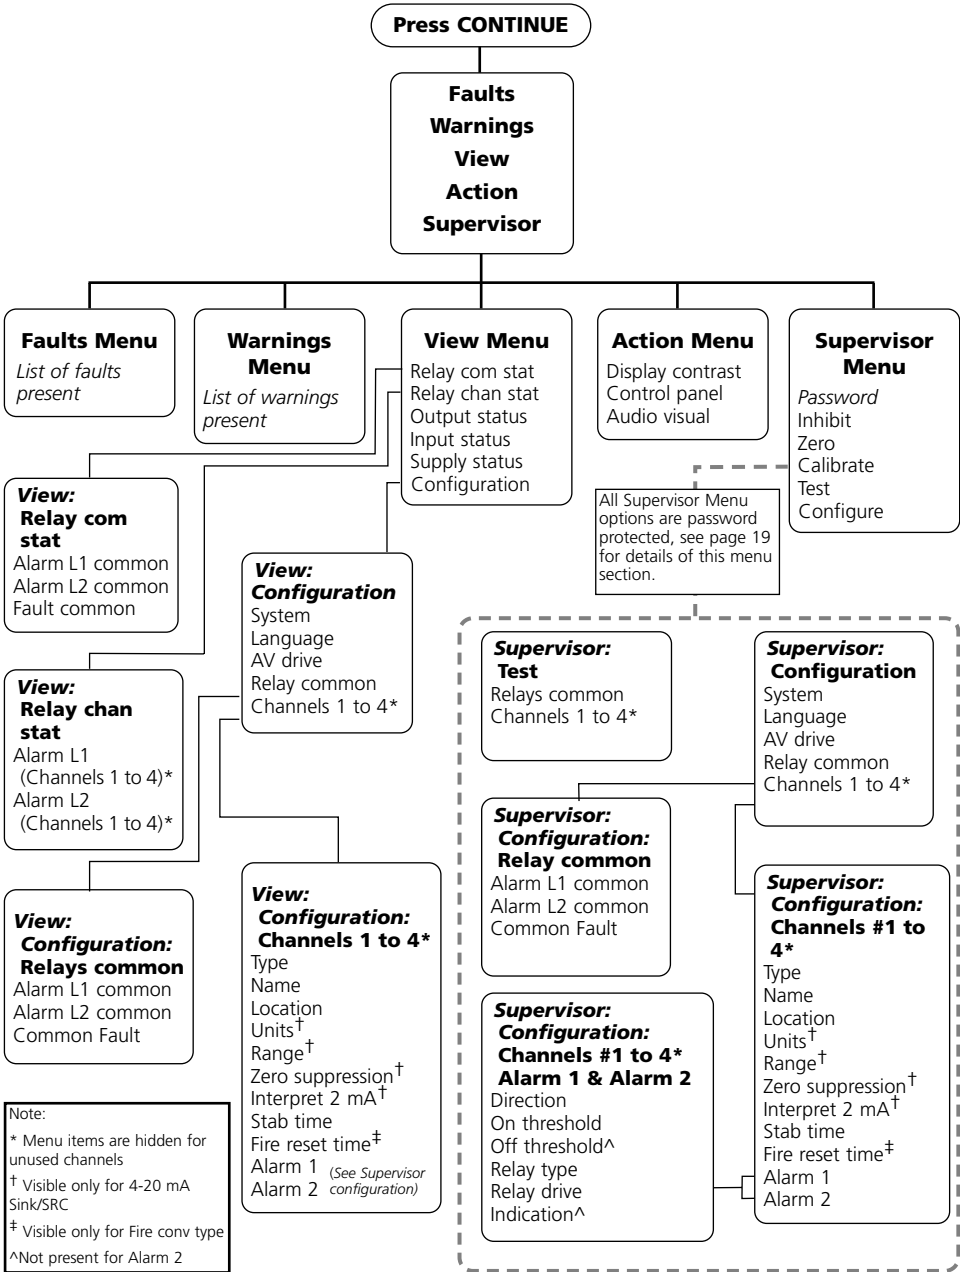 Press CONTINUE
Faults
Warnings
View
Action
Supervisor
Faults Menu
List of faults
present
Warnings
Menu
List of warnings
present
View Menu
Relay com stat
Relay chan stat
Output status
Input status
Supply status
Configuration
Action Menu
Display contrast
Control panel
Audio visual
Supervisor
Menu
Password
Inhibit
Zero
Calibrate
Test
Configure
All Supervisor Menu
options are password
protected, see page 19
for details of this menu
section.
View:
Relay com
stat
Alarm L1 common
Alarm L2 common
Fault common
View:
Configuration
System
Language
AV drive
Relay common
Channels 1 to 4*
View:
Relay chan
stat
Alarm L1
(Channels 1 to 4)*
Alarm L2
(Channels 1 to 4)*
View:
Configuration:
Relays common
Alarm L1 common
Alarm L2 common
Common Fault
View:
Configuration:
Channels 1 to 4*
Type
Name
Location
Units†
Range†
Zero suppression†
Interpret 2 mA†
Stab time
Fire reset time‡
Alarm 1 (See Supervisor
Alarm 2 configuration)
Supervisor:
Test
Relays common
Channels 1 to 4*
Supervisor:
Configuration
System
Language
AV drive
Relay common
Channels 1 to 4*
Supervisor:
Configuration:
Relay common
Alarm L1 common
Alarm L2 common
Common Fault
Supervisor:
Configuration:
Channels #1 to
4*
Type
Name
Location
Units†
Range†
Zero suppression†
Interpret 2 mA†
Stab time
Fire reset time‡
Alarm 1
Alarm 2
Supervisor:
Configuration:
Channels #1 to 4*
Alarm 1 & Alarm 2
Direction
On threshold
Off threshold^
Relay type
Relay drive
Indication^
Note:
* Menu items are hidden for
unused channels
† Visible only for 4-20 mA
Sink/SRC
‡ Visible only for Fire conv type
^Not present for Alarm 2